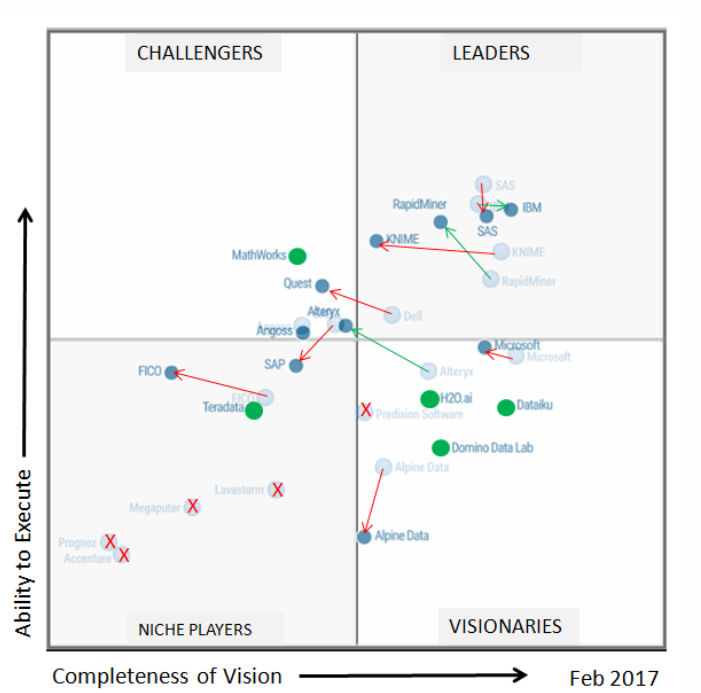 CHALLENGERS
LEADERS
SAS
RapidMiner
IBM
SAS
KNIME
KNIME
MathWorks
RapidMiner
Quest
Alteryx
Dell
Angoss
Angoss
Microsoft
Microsoft
SAP
FICO
Alteryx
FICO
H2O.ai
Teradata
Dataiku
X
Predixion Software
Domino Data Lab
Alpine Data
Lavastorm
X
Megaputer
X
Alpine Data
Prognoz
X
Accenture
X
NICHE PLAYERS
VISIONARIES
Ability to Execute
Completeness of Vision
Feb 2017